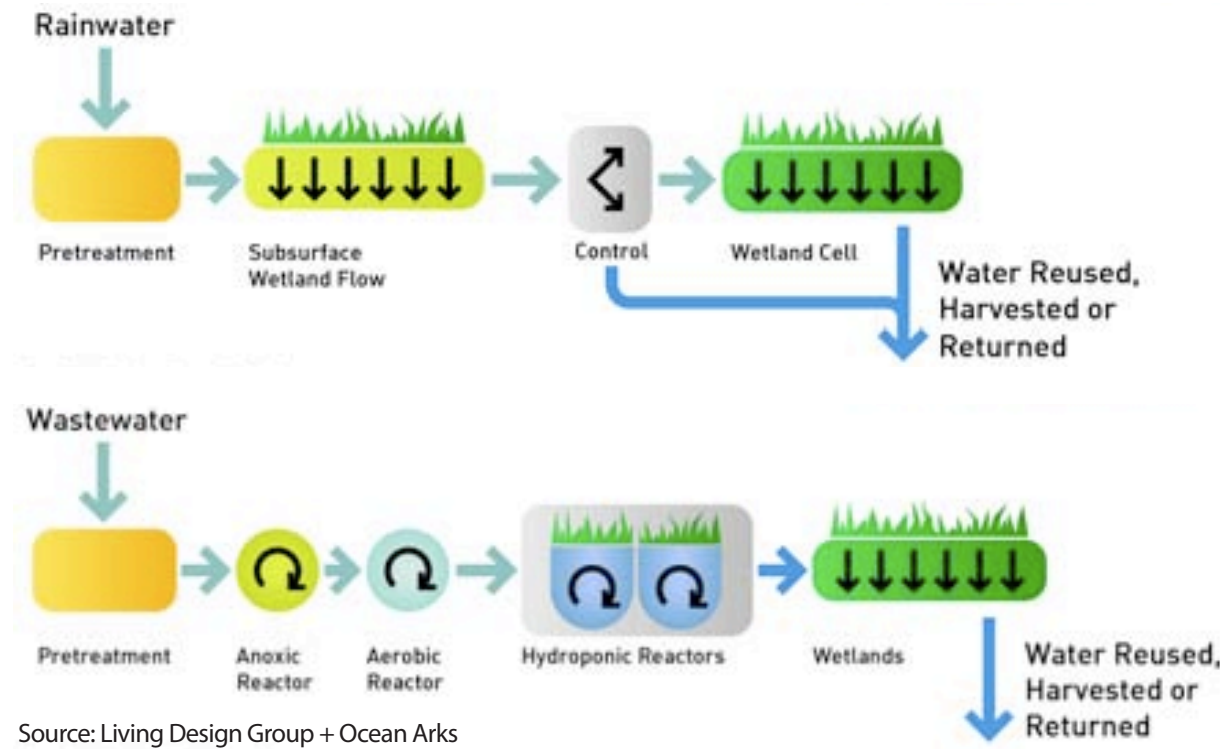 Rainwater
Pretreatment
Subsurface
Wetland Flow
Control
Wetland Cell
Water Reused,
Harvested or
Returned
Wastewater
Pretreatment
Anoxic
Reactor
Aerobic
Reactor
Hydroponic Reactors
Wetlands
Water Reused,
Harvested or
Returned
Source: Living Design Group + Ocean Arks